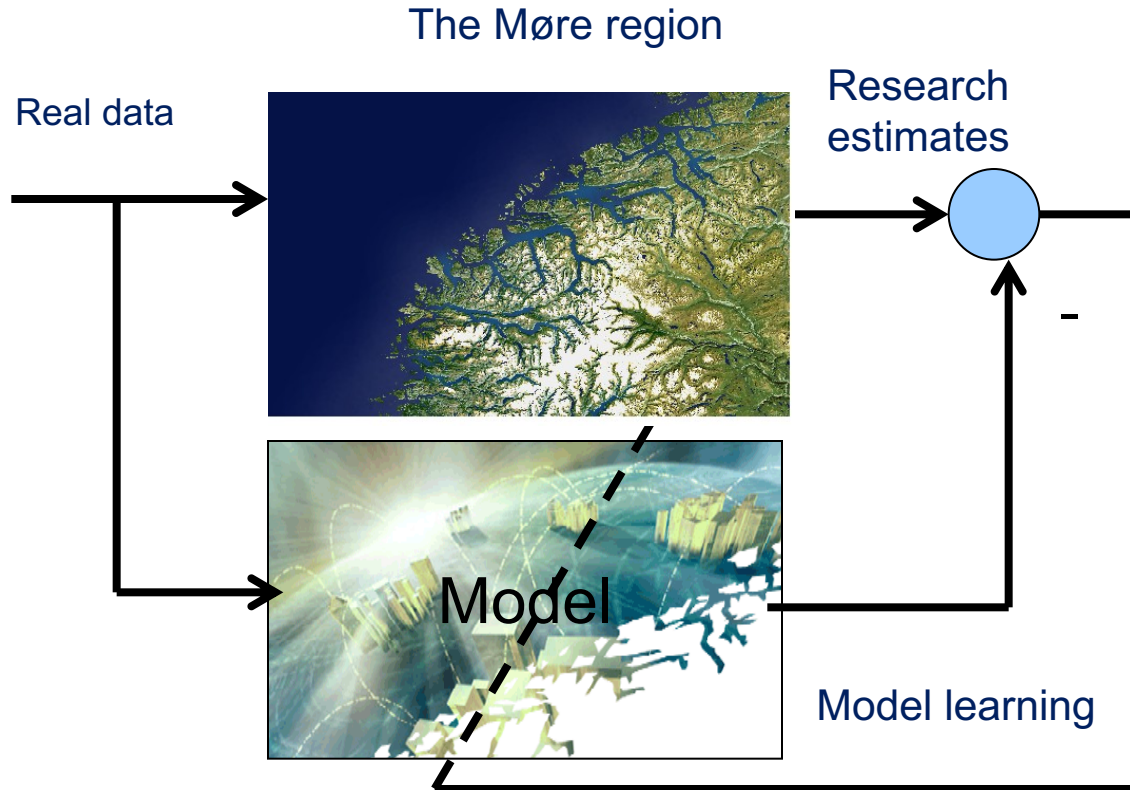 The Møre region
Real data
Research
estimates
-
Model
Model learning